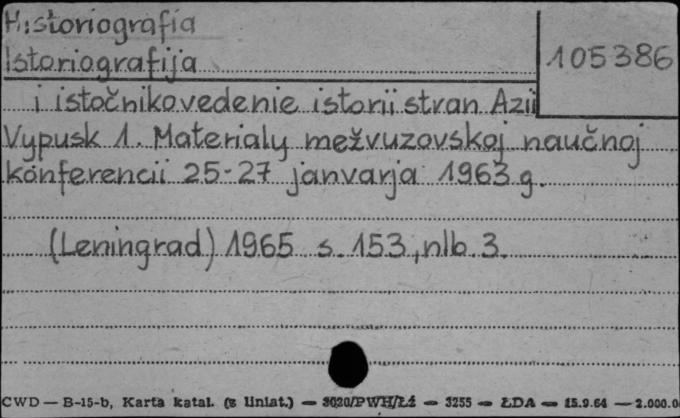 Historiografia
Istoriografija
105386
i istočnikovedenie istorii stran Azii
Vypusk 1. Materialy mežvuzovskoj naučnoj
konferencii 25-27 janvarja 1963 g.
(Leningrad) 1965 s. 153, nlb. 3.
CWD — B-15-b, Karta katal. (z liniat.) — 3020/PWH/Łź — 3255 — ŁDA — 15.9.64 — 2.000.0